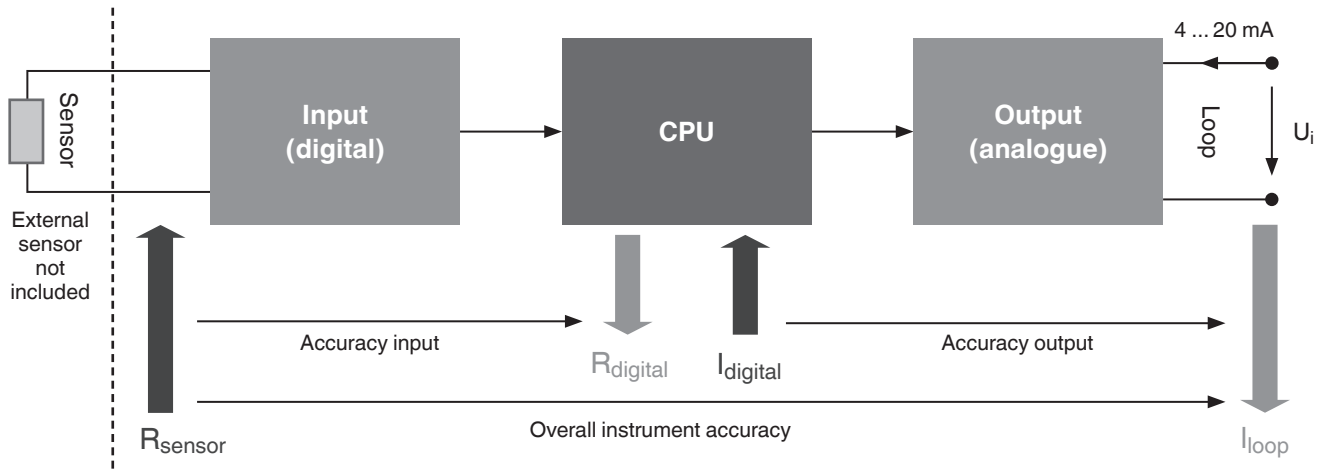 4 ... 20 mA
Sensor
Input
(digital)
CPU
Output
(analogue)
Loop
Ui
External
sensor
not
included
Accuracy input
Accuracy output
Rdigital
Idigital
Overall instrument accuracy
Rsensor
Iloop